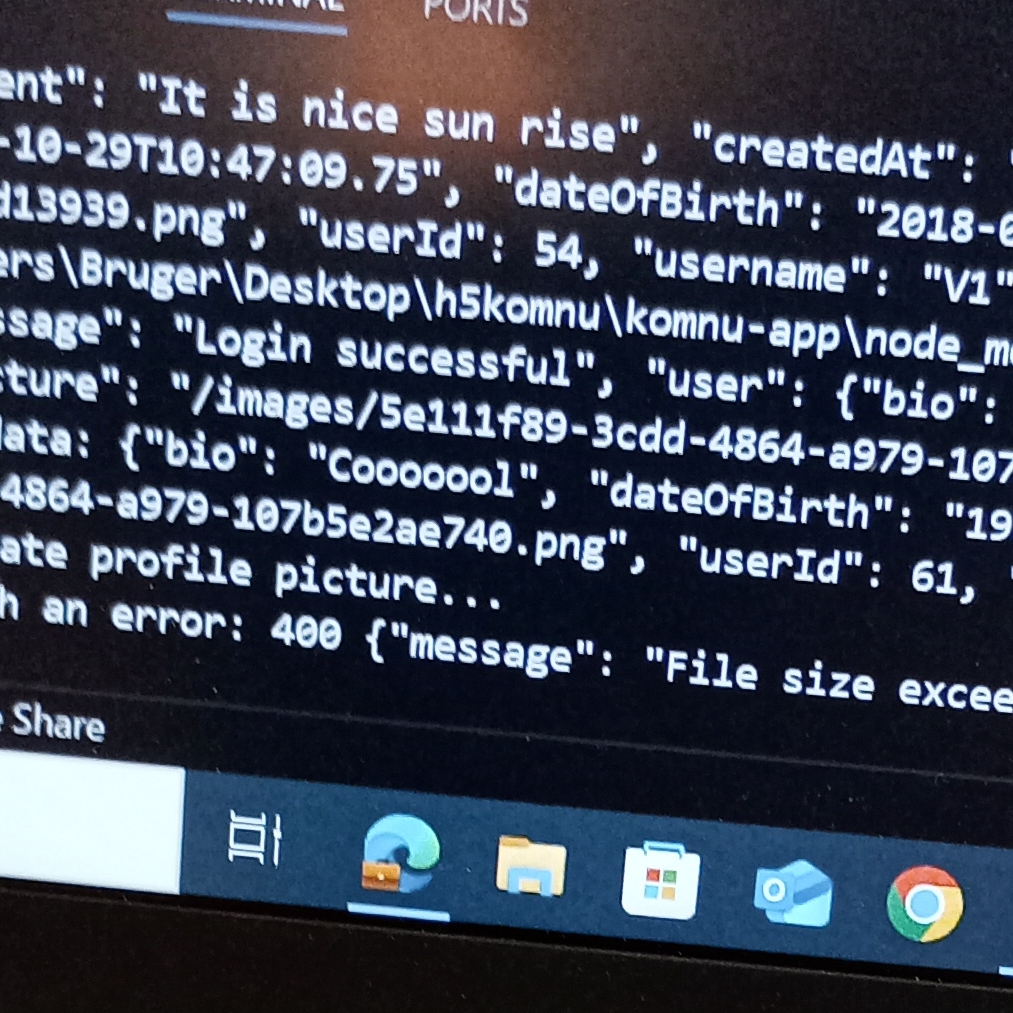 PORTS
ent": "It is nice sun rise", "createdAt":
-10-29T10:47:09.75", "dateOfBirth": "2018-0
d13939.png", "userId": 54, "username": "V1"
ers\Bruger\Desktop\h5komnu\komnu-app\node_m
ssage": "Login successful", "user": {"bio":
cture": "/images/5e111f89-3cdd-4864-a979-107
data: {"bio": "Cooooool", "dateOfBirth": "19
4864-a979-107b5e2ae740.png", "userId": 61,
ate profile picture...
h an error: 400 {"message": "File size excee
Share